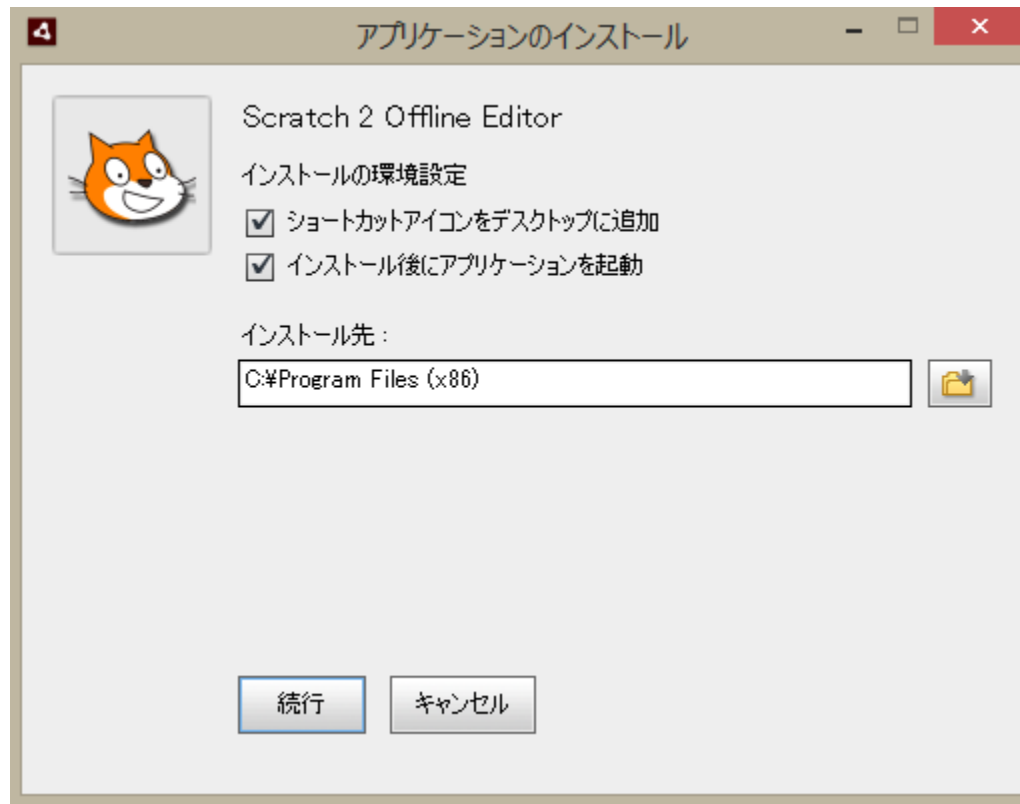 アプリケーションのインストール
Scratch 2 Offline Editor
インストールの環境設定
ショートカットアイコンをデスクトップに追加
インストール後にアプリケーションを起動
インストール先 :
C:¥Program Files (x86)
続行
キャンセル